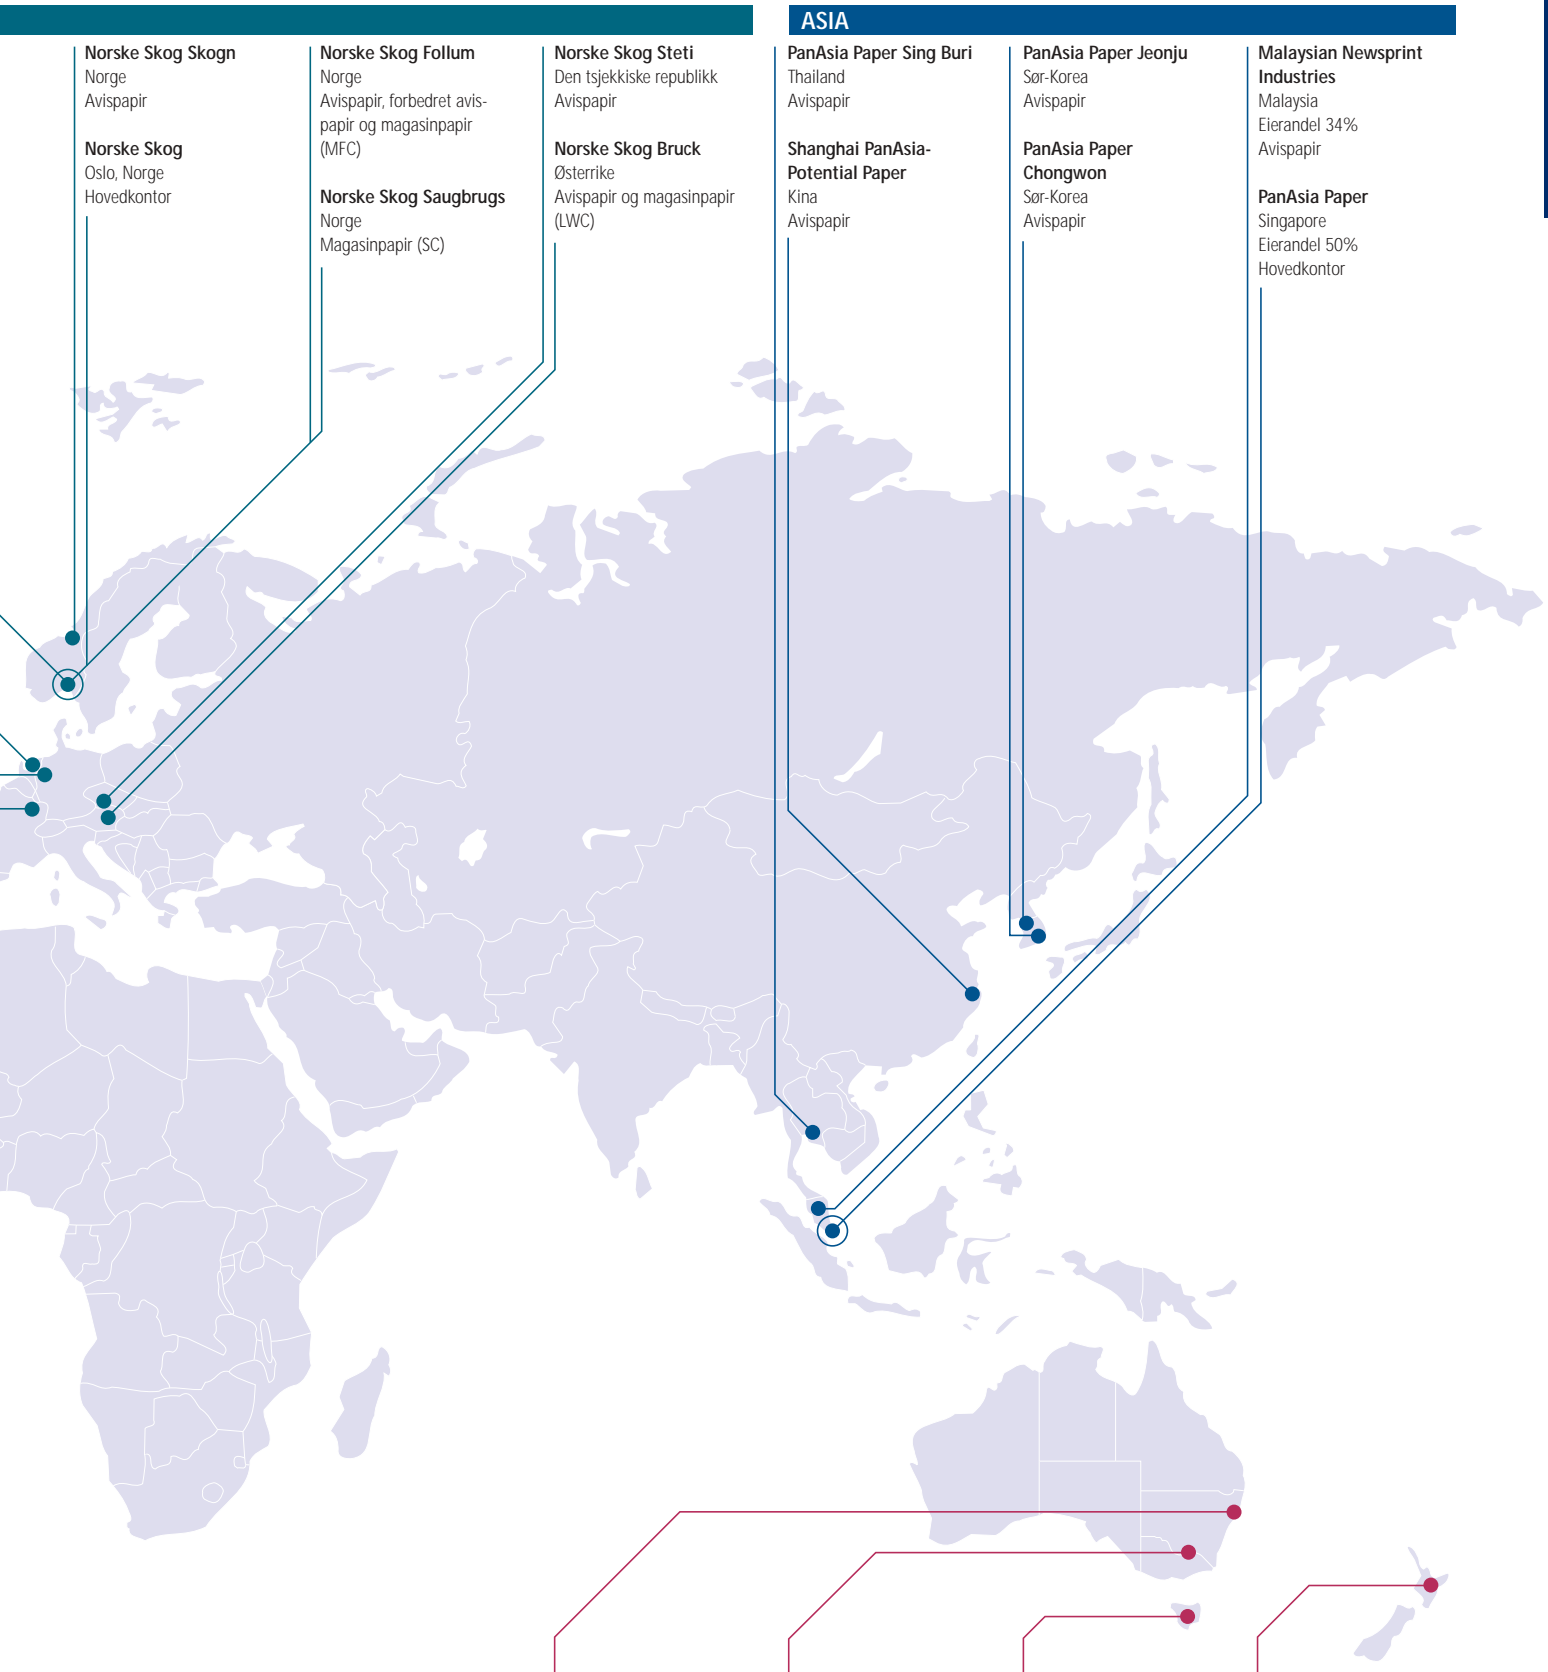 ASIA
Norske Skog Skogn
Norge
Avispapir
Norske Skog
Oslo, Norge
Hovedkontor
Norske Skog Follum
Norge
Avispapir, forbedret avis-
papir og magasinpapir
(MFC)
Norske Skog Saugbrugs
Norge
Magasinpapir (SC)
Norske Skog Steti
Den tsjekkiske republikk
Avispapir
Norske Skog Bruck
Østerrike
Avispapir og magasinpapir
(LWC)
PanAsia Paper Sing Buri
Thailand
Avispapir
Shanghai PanAsia-
Potential Paper
Kina
Avispapir
PanAsia Paper Jeonju
Sør-Korea
Avispapir
PanAsia Paper
Chongwon
Sør-Korea
Avispapir
Malaysian Newsprint
Industries
Malaysia
Eierandel 34%
Avispapir
PanAsia Paper
Singapore
Eierandel 50%
Hovedkontor